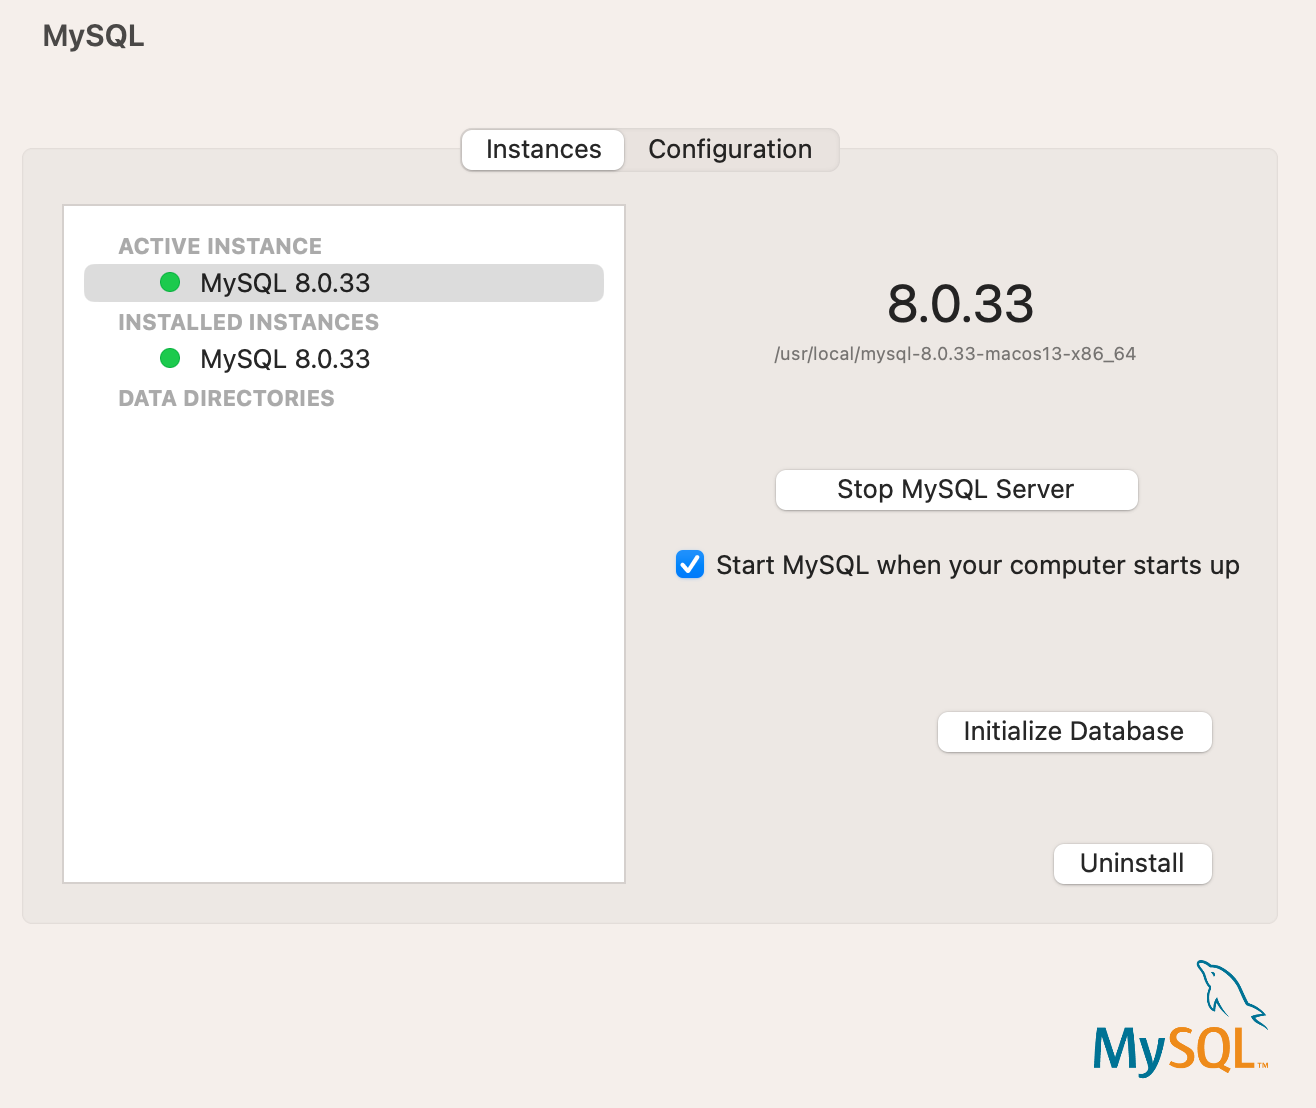 MySQL
Instances
Configuration
ACTIVE INSTANCE
MySQL 8.0.33
INSTALLED INSTANCES
MySQL 8.0.33
DATA DIRECTORIES
8.0.33
/usr/local/mysql-8.0.33-macos13-x86_64
Stop MySQL Server
Start MySQL when your computer starts up
Initialize Database
Uninstall
MySQL™